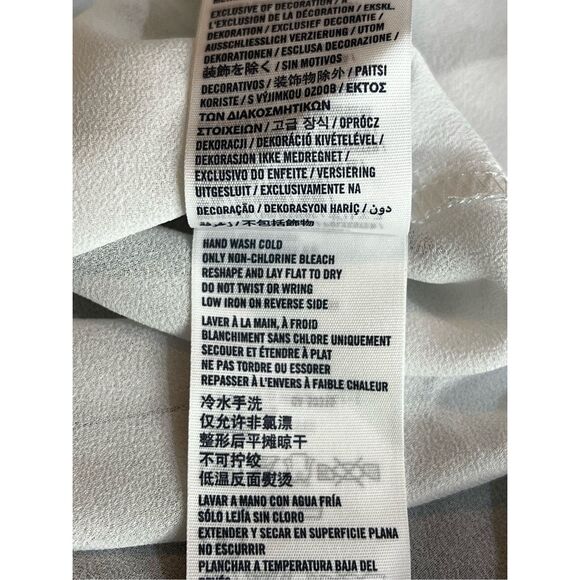 EXCLUSIVE OF DECORATION / À
L'EXCLUSION DE LA DÉCORATION / EKSKL.
DEKORATION / EXKLUSIEF DECORATIE /
AUSSCHLIESSLICH VERZIERUNG / UTOM
DEKORATIONEN / ESCLUSA DECORAZIONE /
装飾を除く / SIN MOTIVOS
DECORATIVOS / 装饰物除外 / PAITSI
KORISTE / S VÝJIMKOU OZDOB / ΕΚΤΟΣ
ΤΩΝ ΔΙΑΚΟΣΜΗΤΙΚΩΝ
ΣΤΟΙΧΕΙΩΝ / 고급 장식 / OPRÓCZ
DEKORACJI / DEKORÁCIÓ KIVÉTELÉVEL /
DEKORASJON IKKE MEDREGNET /
EXCLUSIVO DO ENFEITE / VERSIERING
UITGESLUIT / EXCLUSIVAMENTE NA
DECORAÇÃO / DEKORASYON HARIÇ / دون
HAND WASH COLD
ONLY NON-CHLORINE BLEACH
RESHAPE AND LAY FLAT TO DRY
DO NOT TWIST OR WRING
LOW IRON ON REVERSE SIDE
LAVER À LA MAIN, À FROID
BLANCHIMENT SANS CHLORE UNIQUEMENT
SECOUER ET ÉTENDRE À PLAT
NE PAS TORDRE OU ESSORER
REPASSER À L'ENVERS À FAIBLE CHALEUR
冷水手洗
仅允许非氯漂
整形后平摊晾干
不可拧绞
低温反面熨烫
LAVAR A MANO CON AGUA FRÍA
SÓLO LEJÍA SIN CLORO
EXTENDER Y SECAR EN SUPERFICIE PLANA
NO ESCURRIR
PLANCHAR A TEMPERATURA BAJA DEL